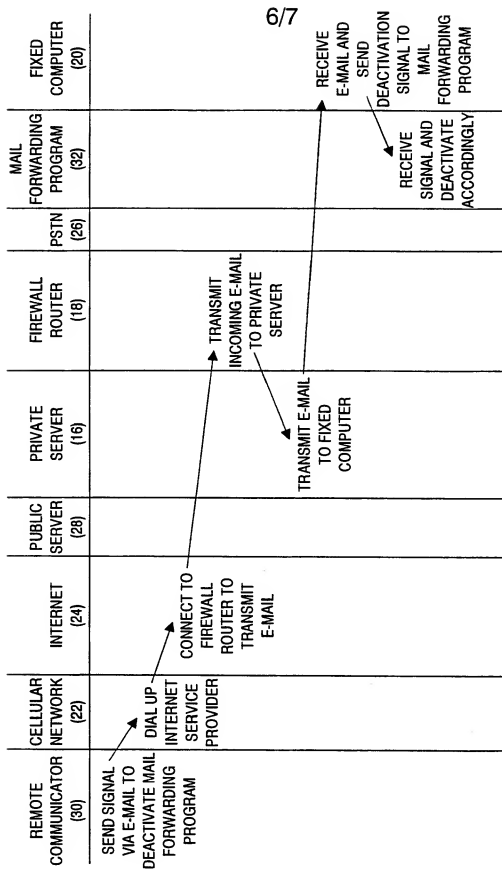 6/7
REMOTE
COMMUNICATOR
(30)
CELLULAR
NETWORK
(22)
INTERNET
(24)
PUBLIC
SERVER
(28)
PRIVATE
SERVER
(16)
FIREWALL
ROUTER
(18)
PSTN
(26)
MAIL
FORWARDING
PROGRAM
(32)
FIXED
COMPUTER
(20)
SEND SIGNAL
VIA E-MAIL TO
DEACTIVATE MAIL
FORWARDING
PROGRAM
DIAL UP
INTERNET
SERVICE
PROVIDER
CONNECT TO
FIREWALL
ROUTER TO
TRANSMIT
E-MAIL
TRANSMIT
INCOMING E-MAIL
TO PRIVATE
SERVER
TRANSMIT E-MAIL
TO FIXED
COMPUTER
RECEIVE
E-MAIL AND
SEND
DEACTIVATION
SIGNAL TO
MAIL
FORWARDING
PROGRAM
RECEIVE
SIGNAL AND
DEACTIVATE
ACCORDINGLY